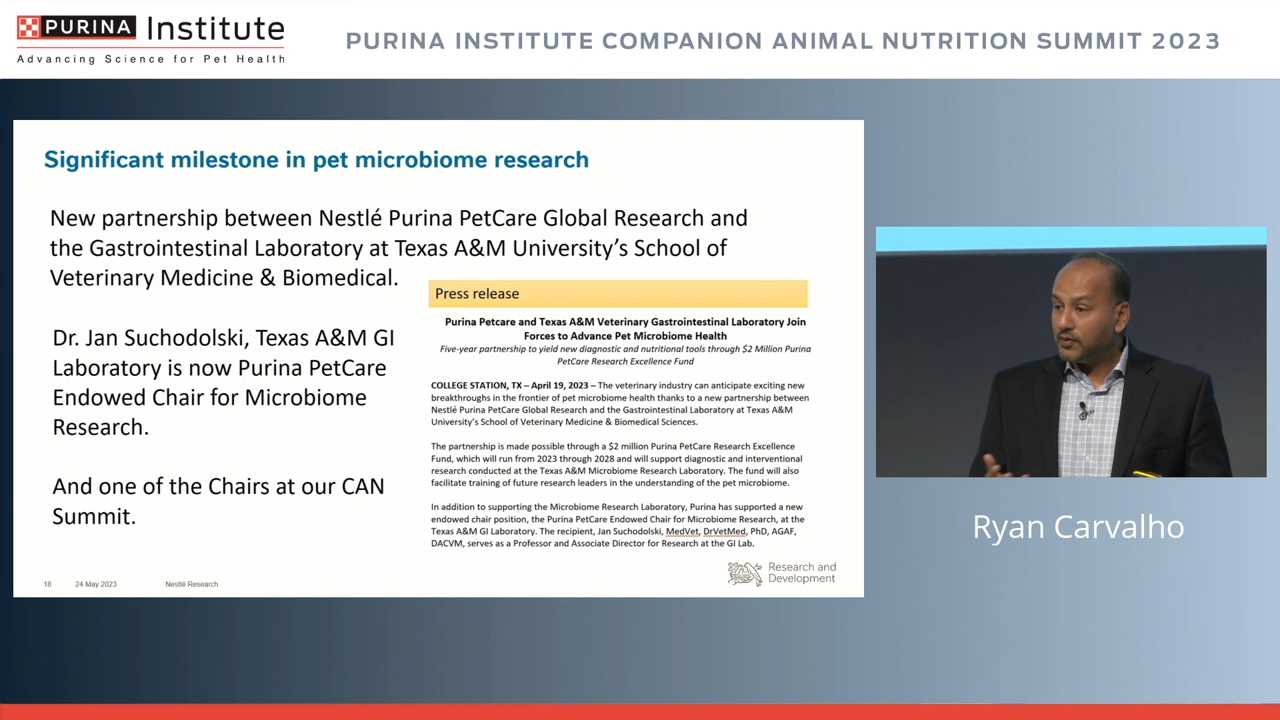 PURINA Institute
Advancing Science for Pet Health
PURINA INSTITUTE COMPANION ANIMAL NUTRITION SUMMIT 2023
Significant milestone in pet microbiome research
New partnership between Nestlé Purina PetCare Global Research and
the Gastrointestinal Laboratory at Texas A&M University's School of
Veterinary Medicine & Biomedical.
Dr. Jan Suchodolski, Texas A&M GI
Laboratory is now Purina PetCare
Endowed Chair for Microbiome
Research.
And one of the Chairs at our CAN
Summit.
Press release
Purina Petcare and Texas A&M Veterinary Gastrointestinal Laboratory Join
Forces to Advance Pet Microbiome Health
Five-year partnership to yield new diagnostic and nutritional tools through $2 Million Purina
PetCare Research Excellence Fund
COLLEGE STATION, TX – April 19, 2023 – The veterinary industry can anticipate exciting new
breakthroughs in the frontier of pet microbiome health thanks to a new partnership between
Nestlé Purina PetCare Global Research and the Gastrointestinal Laboratory at Texas A&M
University's School of Veterinary Medicine & Biomedical Sciences.
The partnership is made possible through a $2 million Purina PetCare Research Excellence
Fund, which will run from 2023 through 2028 and will support diagnostic and interventional
research conducted at the Texas A&M Microbiome Research Laboratory. The fund will also
facilitate training of future research leaders in the understanding of the pet microbiome.
In addition to supporting the Microbiome Research Laboratory, Purina has supported a new
endowed chair position, the Purina PetCare Endowed Chair for Microbiome Research, at the
Texas A&M GI Laboratory. The recipient, Jan Suchodolski, MedVet, DrVetMed, PhD, AGAF,
DACVM, serves as a Professor and Associate Director for Research at the GI Lab.
18 24 May 2023 Nestlé Research
Research and
Development
Ryan Carvalho